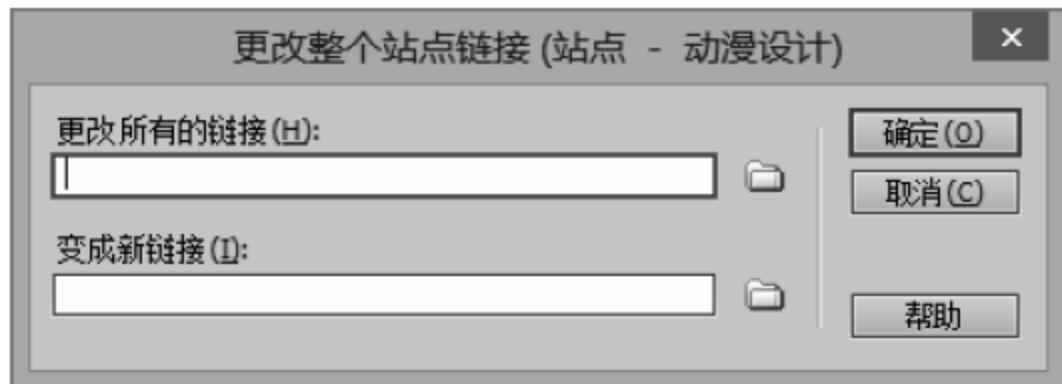 更改整个站点链接 (站点 - 动漫设计)
更改所有的链接(H):
确定(O)
取消(C)
变成新链接(I):
帮助